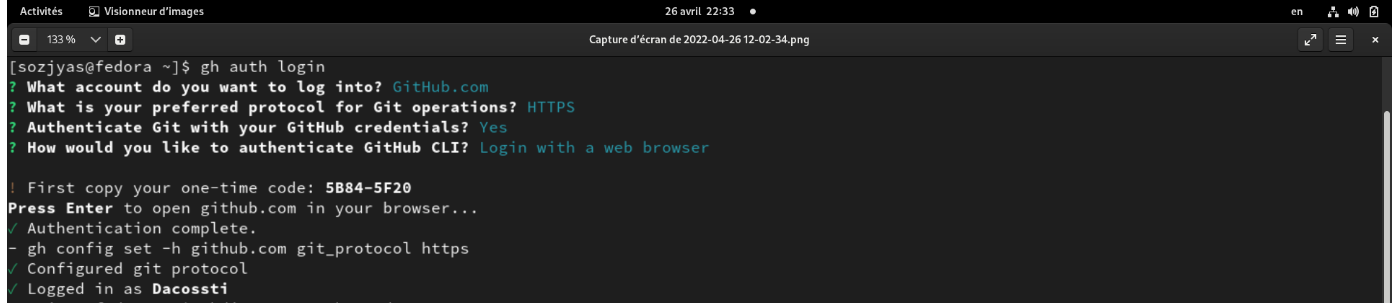 Activités Visionneur d'images 26 avril 22:33 en
133 % Capture d'écran de 2022-04-26 12-02-34.png
[sozjyas@fedora ~]$ gh auth login
? What account do you want to log into? GitHub.com
? What is your preferred protocol for Git operations? HTTPS
? Authenticate Git with your GitHub credentials? Yes
? How would you like to authenticate GitHub CLI? Login with a web browser
! First copy your one-time code: 5B84-5F20
Press Enter to open github.com in your browser...
✓ Authentication complete.
- gh config set -h github.com git_protocol https
✓ Configured git protocol
✓ Logged in as Dacossti